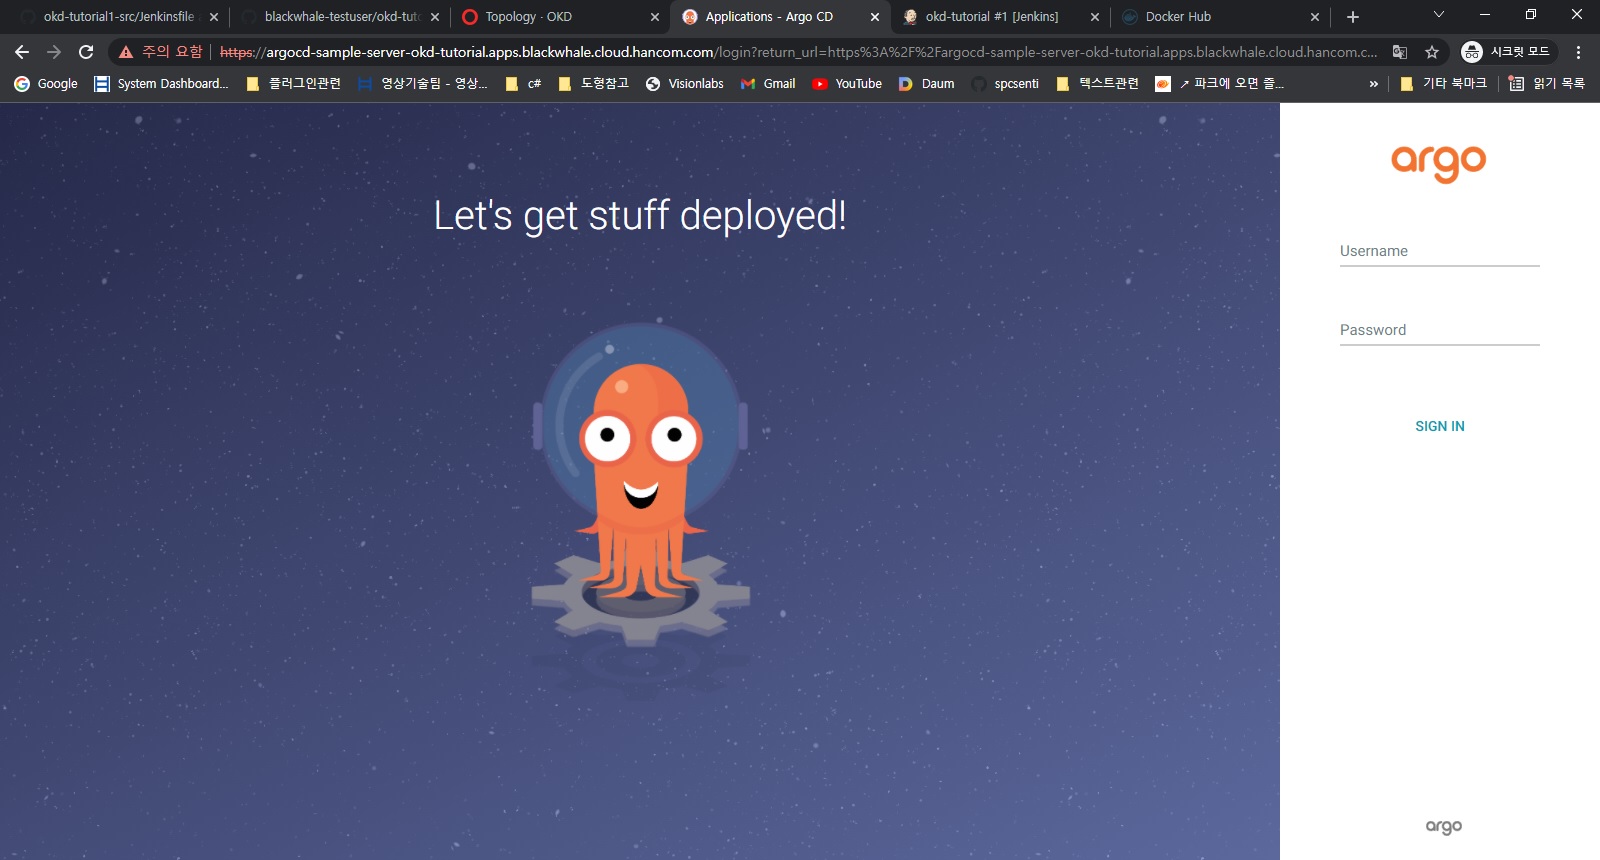 okd-tutorial1-src/Jenkinsfile
blackwhale-testuser/okd-tuto
Topology · OKD
Applications - Argo CD
okd-tutorial #1 [Jenkins]
Docker Hub
주의 요함
https://argocd-sample-server-okd-tutorial.apps.blackwhale.cloud.hancom.com/login?return_url=https%3A%2F%2Fargocd-sample-server-okd-tutorial.apps.blackwhale.cloud.hancom.c...
시크릿 모드
Google
System Dashboard...
플러그인관련
영상기술팀 - 영상...
c#
도형참고
Visionlabs
Gmail
YouTube
Daum
spcsenti
텍스트관련
↗ 파크에 오면 즐...
»
기타 북마크
읽기 목록
Let's get stuff deployed!
argo
Username
Password
SIGN IN
argo